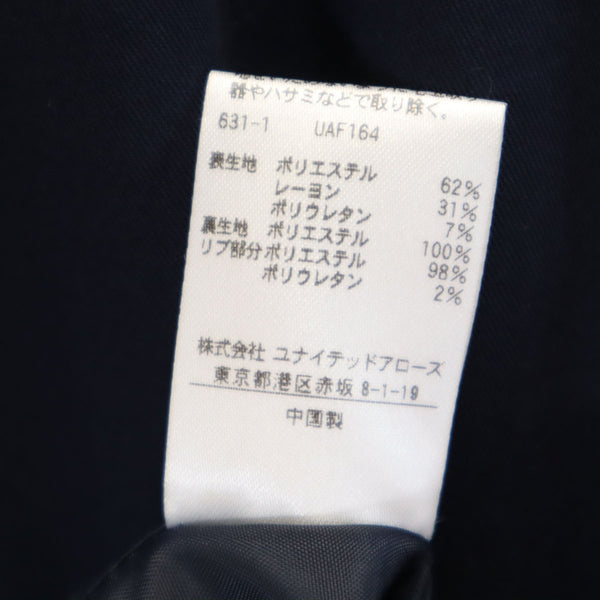 器やハサミなどで取り除く。
631-1 UAF164
表生地 ポリエステル 62%
レーヨン 31%
ポリウレタン 7%
裏生地 ポリエステル 100%
リブ部分 ポリエステル 98%
ポリウレタン 2%
株式会社 ユナイテッドアローズ
東京都港区赤坂 8-1-19
中国製